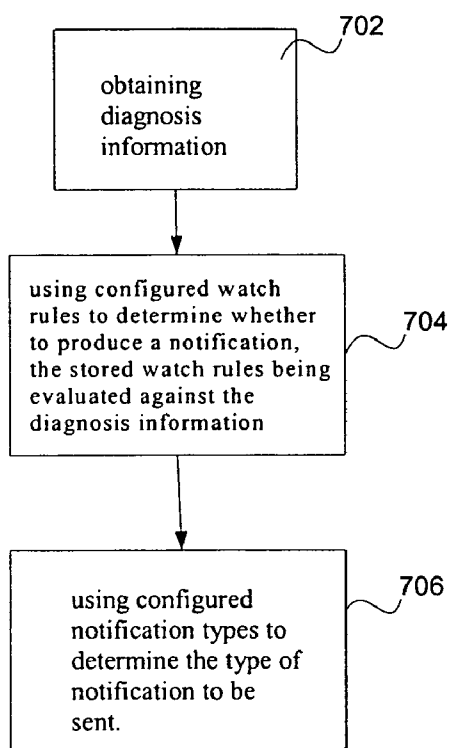 702
obtaining
diagnosis
information
using configured watch
rules to determine whether
to produce a notification,
the stored watch rules being
evaluated against the
diagnosis information
704
using configured
notification types to
determine the type of
notification to be
sent.
706